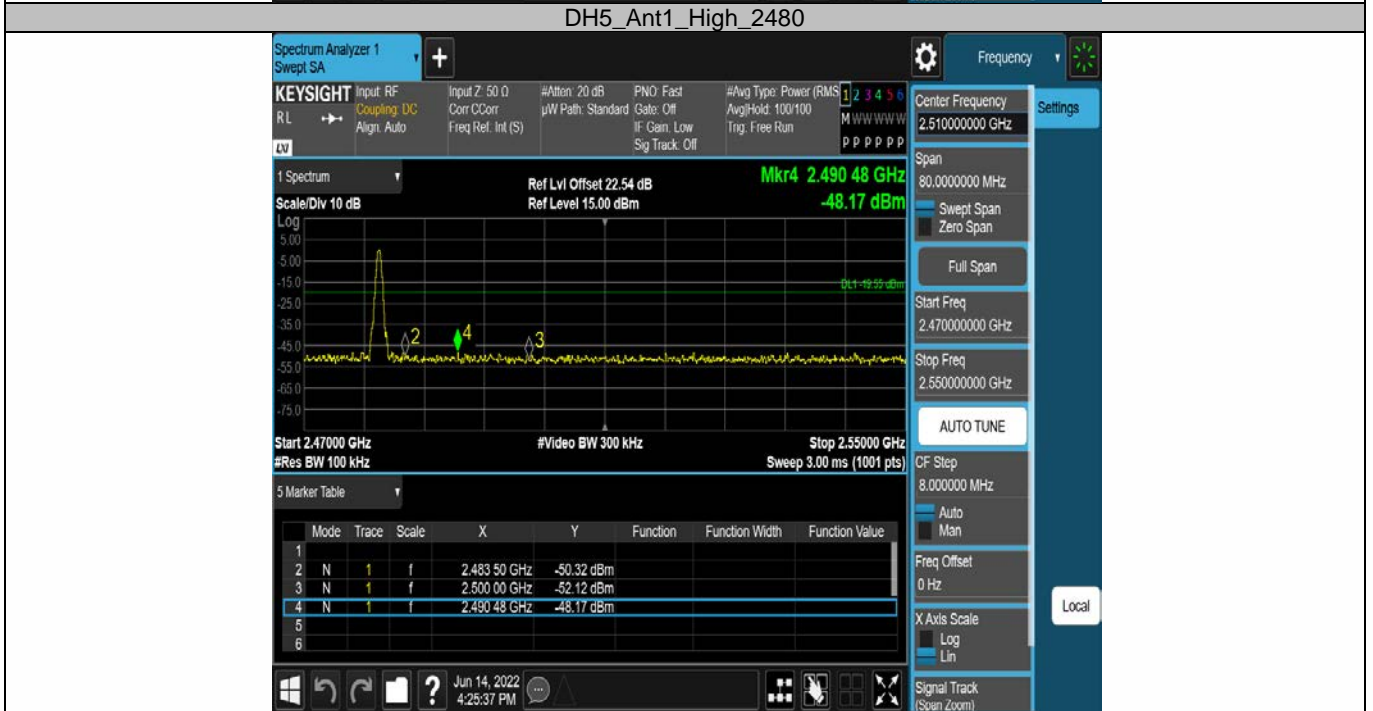 DH5_Ant1_High_2480
Spectrum Analyzer 1
Swept SA
+
Frequency
KEYSIGHT
RL
LXI
Input: RF
Coupling: DC
Align: Auto
Input Z: 50 Ω
Corr CCorr
Freq Ref: Int (S)
#Atten: 20 dB
µW Path: Standard
PNO: Fast
Gate: Off
IF Gain: Low
Sig Track: Off
#Avg Type: Power (RMS
Avg|Hold: 100/100
Trig: Free Run
1 2 3 4 5 6
M W W W W W
P P P P P P
1 Spectrum
Scale/Div 10 dB
Ref Lvl Offset 22.54 dB
Ref Level 15.00 dBm
Mkr4 2.490 48 GHz
-48.17 dBm
Log
5.00
-5.00
-15.0
-25.0
-35.0
-45.0
-55.0
-65.0
-75.0
DL1 -19.55 dBm
2
4
3
Start 2.47000 GHz
#Res BW 100 kHz
#Video BW 300 kHz
Stop 2.55000 GHz
Sweep 3.00 ms (1001 pts)
5 Marker Table
Mode Trace Scale X Y Function Function Width Function Value
1
2 N 1 f 2.483 50 GHz -50.32 dBm
3 N 1 f 2.500 00 GHz -52.12 dBm
4 N 1 f 2.490 48 GHz -48.17 dBm
5
6
?
Jun 14, 2022
4:25:37 PM
Center Frequency
2.510000000 GHz
Settings
Span
80.0000000 MHz
Swept Span
Zero Span
Full Span
Start Freq
2.470000000 GHz
Stop Freq
2.550000000 GHz
AUTO TUNE
CF Step
8.000000 MHz
Auto
Man
Freq Offset
0 Hz
Local
X Axis Scale
Log
Lin
Signal Track
(Span Zoom)